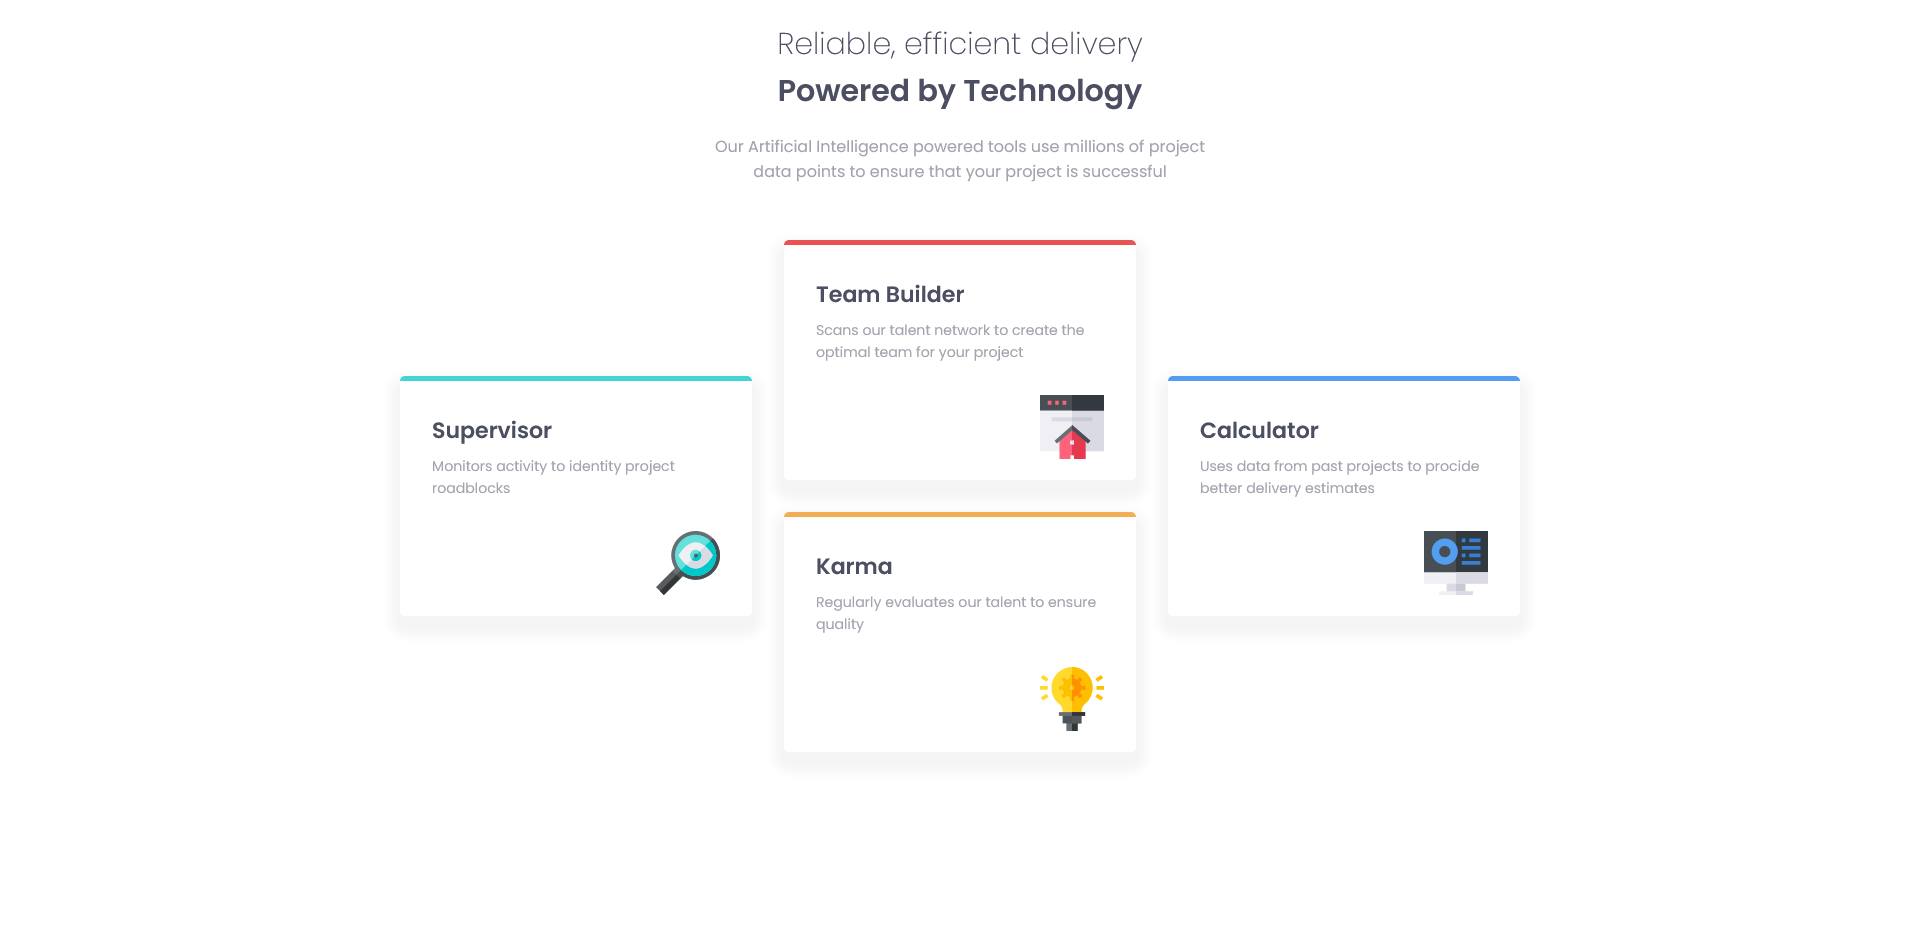 Reliable, efficient delivery
Powered by Technology
Our Artificial Intelligence powered tools use millions of project
data points to ensure that your project is successful
Team Builder
Scans our talent network to create the
optimal team for your project
Supervisor
Monitors activity to identity project
roadblocks
Calculator
Uses data from past projects to procide
better delivery estimates
Karma
Regularly evaluates our talent to ensure
quality